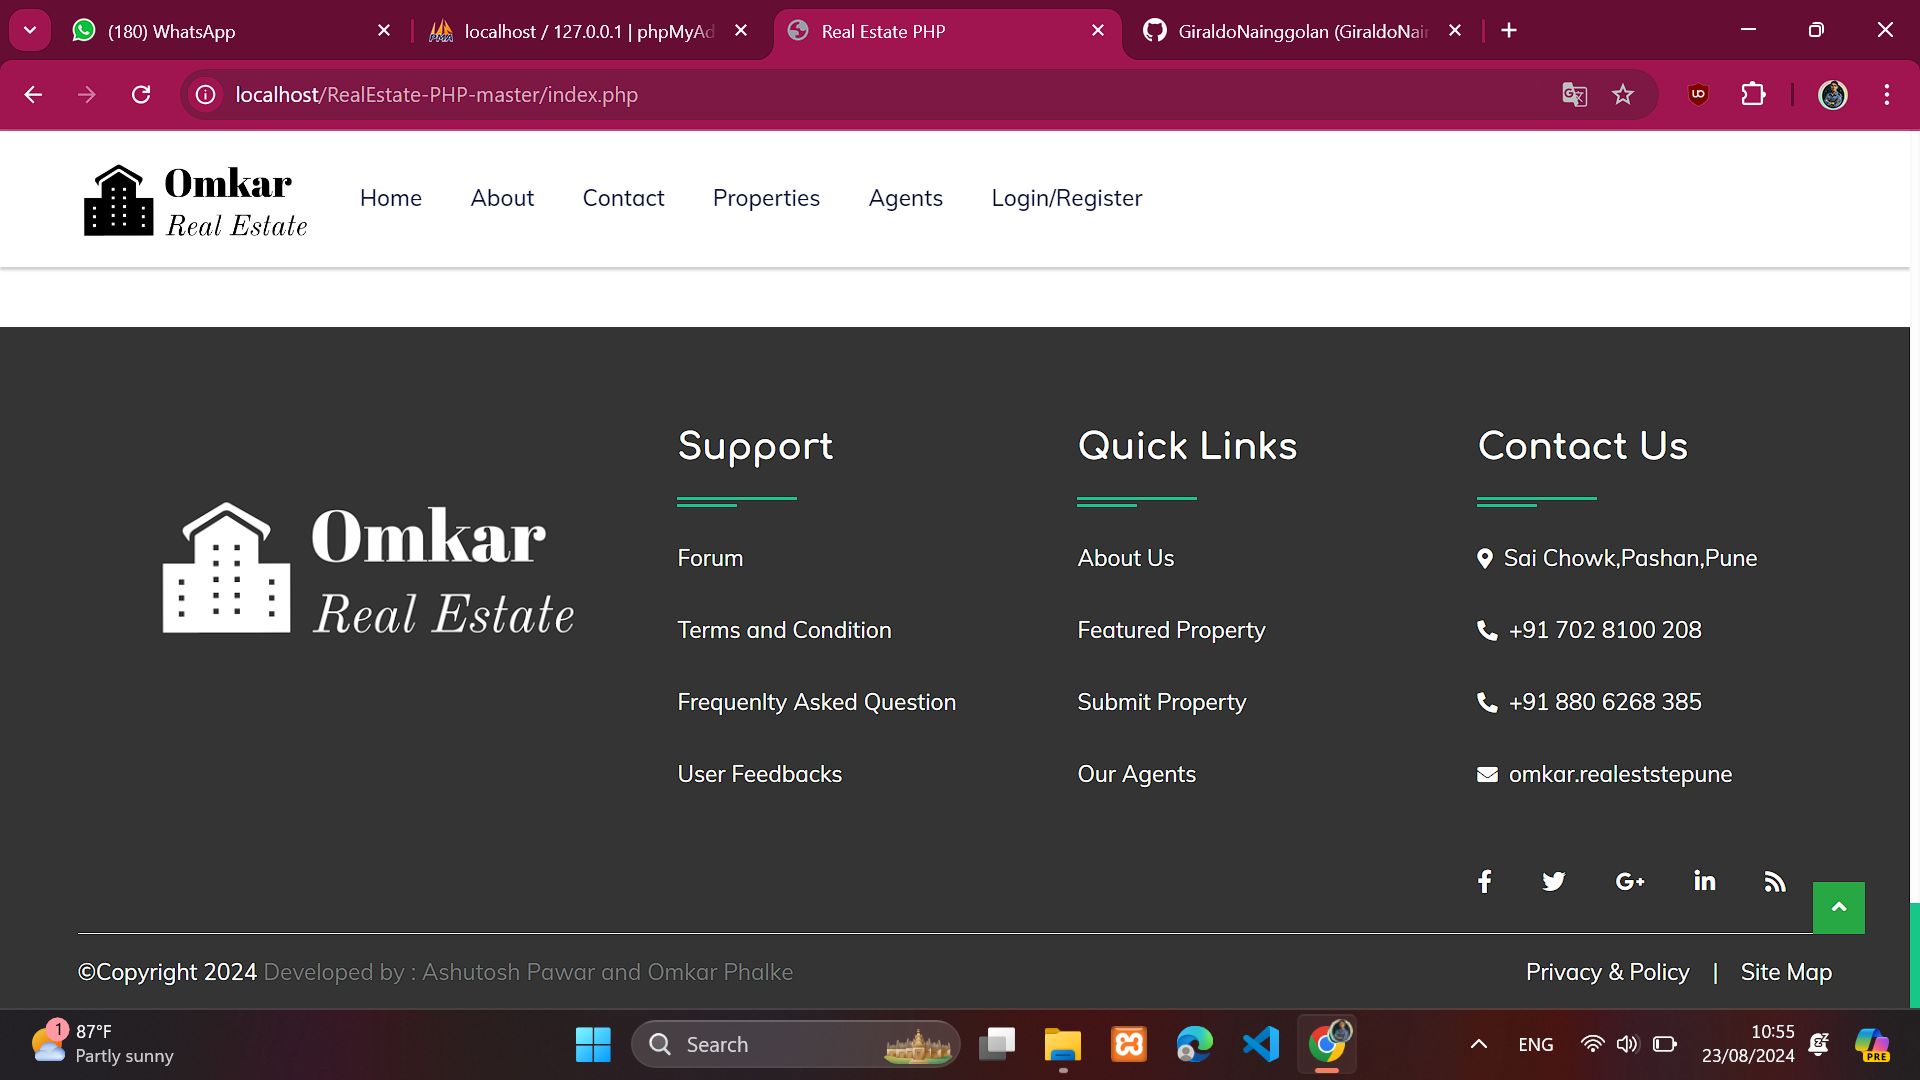 (180) WhatsApp
localhost / 127.0.0.1 | phpMyAd
Real Estate PHP
GiraldoNainggolan (GiraldoNain
localhost/RealEstate-PHP-master/index.php
Omkar
Real Estate
Home
About
Contact
Properties
Agents
Login/Register
Omkar
Real Estate
Support
Forum
Terms and Condition
Frequenlty Asked Question
User Feedbacks
Quick Links
About Us
Featured Property
Submit Property
Our Agents
Contact Us
Sai Chowk,Pashan,Pune
+91 702 8100 208
+91 880 6268 385
omkar.realeststepune
©Copyright 2024 Developed by : Ashutosh Pawar and Omkar Phalke
Privacy & Policy | Site Map
1
87°F
Partly sunny
Search
ENG
10:55
23/08/2024
PRE